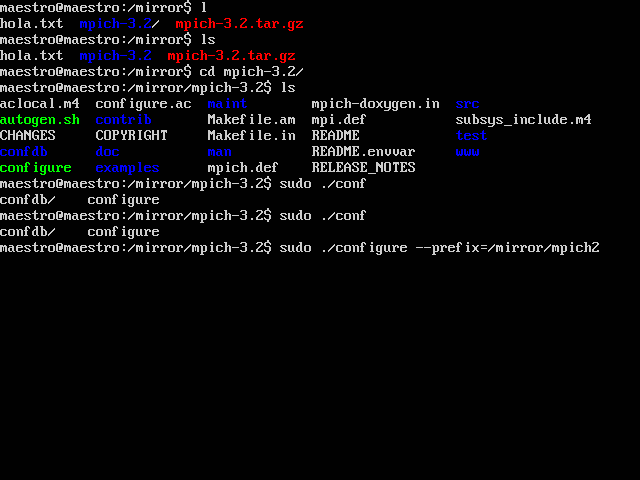 maestro@maestro:/mirror$ l
hola.txt  mpich-3.2/  mpich-3.2.tar.gz
maestro@maestro:/mirror$ ls
hola.txt  mpich-3.2  mpich-3.2.tar.gz
maestro@maestro:/mirror$ cd mpich-3.2/
maestro@maestro:/mirror/mpich-3.2$ ls
aclocal.m4  configure.ac  maint        mpich-doxygen.in  src
autogen.sh  contrib       Makefile.am  mpi.def           subsys_include.m4
CHANGES     COPYRIGHT     Makefile.in  README            test
confdb      doc           man          README.envvar     www
configure   examples      mpich.def    RELEASE_NOTES
maestro@maestro:/mirror/mpich-3.2$ sudo ./conf
confdb/    configure
maestro@maestro:/mirror/mpich-3.2$ sudo ./conf
confdb/    configure
maestro@maestro:/mirror/mpich-3.2$ sudo ./configure --prefix=/mirror/mpich2